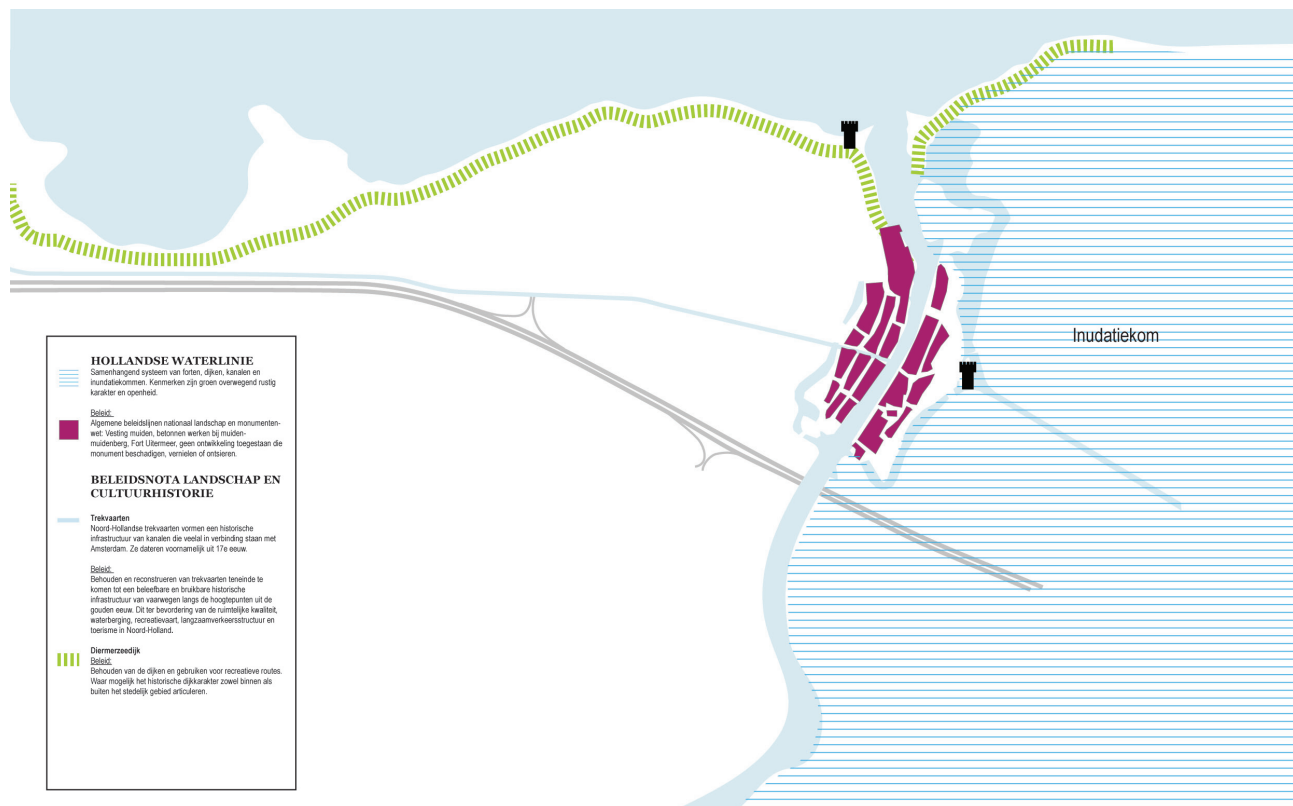 HOLLANDSE WATERLINIE
Samenhangend systeem van forten, dijken, kanalen en
inundatiekommen. Kenmerken zijn groen overwegend rustig
karakter en openheid.
Beleid:
Algemene beleidslijnen nationaal landschap en monumenten-
wet: Vesting muiden, betonnen werken bij muiden-
muidenberg, Fort Uitermeer, geen ontwikkeling toegestaan die
monument beschadigen, vernielen of ontsieren.
BELEIDSNOTA LANDSCHAP EN
CULTUURHISTORIE
Trekvaarten
Noord-Hollandse trekvaarten vormen een historische
infrastructuur van kanalen die veelal in verbinding staan met
Amsterdam. Ze dateren voornamelijk uit 17e eeuw.
Beleid:
Behouden en reconstrueren van trekvaarten teneinde te
komen tot een beleefbare en bruikbare historische
infrastructuur van vaarwegen langs de hoogtepunten uit de
gouden eeuw. Dit ter bevordering van de ruimtelijke kwaliteit,
waterberging, recreatievaart, langzaamverkeersstructuur en
toerisme in Noord-Holland.
Diermerzeedijk
Beleid:
Behouden van de dijken en gebruiken voor recreatieve routes.
Waar mogelijk het historische dijkkarakter zowel binnen als
buiten het stedelijk gebied articuleren.
Inudatiekom